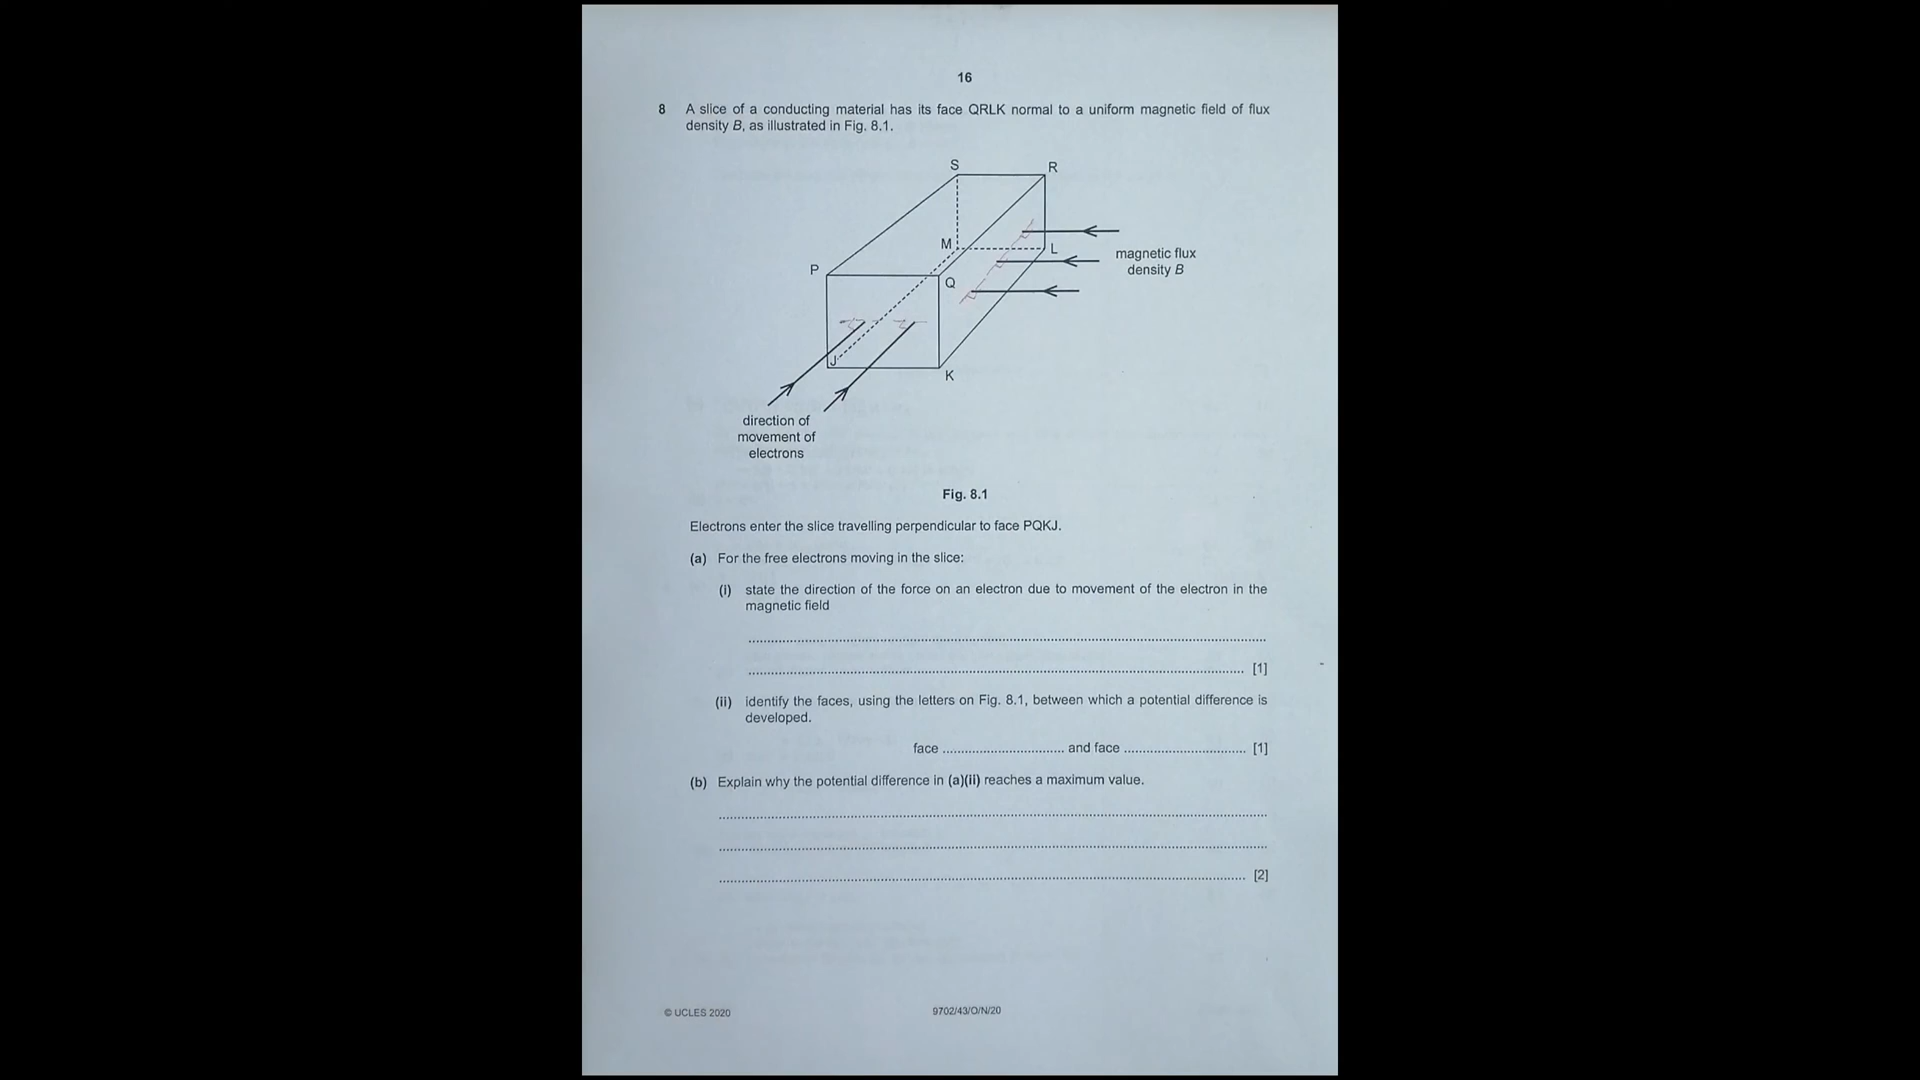 16
8 A slice of a conducting material has its face QRLK normal to a uniform magnetic field of flux
density B, as illustrated in Fig. 8.1.
S
R
M
L
magnetic flux
density B
P
Q
J
K
direction of
movement of
electrons
Fig. 8.1
Electrons enter the slice travelling perpendicular to face PQKJ.
(a) For the free electrons moving in the slice:
(i) state the direction of the force on an electron due to movement of the electron in the
magnetic field
..........................................................................................
.......................................................................................... [1]
(ii) identify the faces, using the letters on Fig. 8.1, between which a potential difference is
developed.
face .............................. and face .............................. [1]
(b) Explain why the potential difference in (a)(ii) reaches a maximum value.
..........................................................................................
..........................................................................................
.......................................................................................... [2]
© UCLES 2020
9702/43/O/N/20